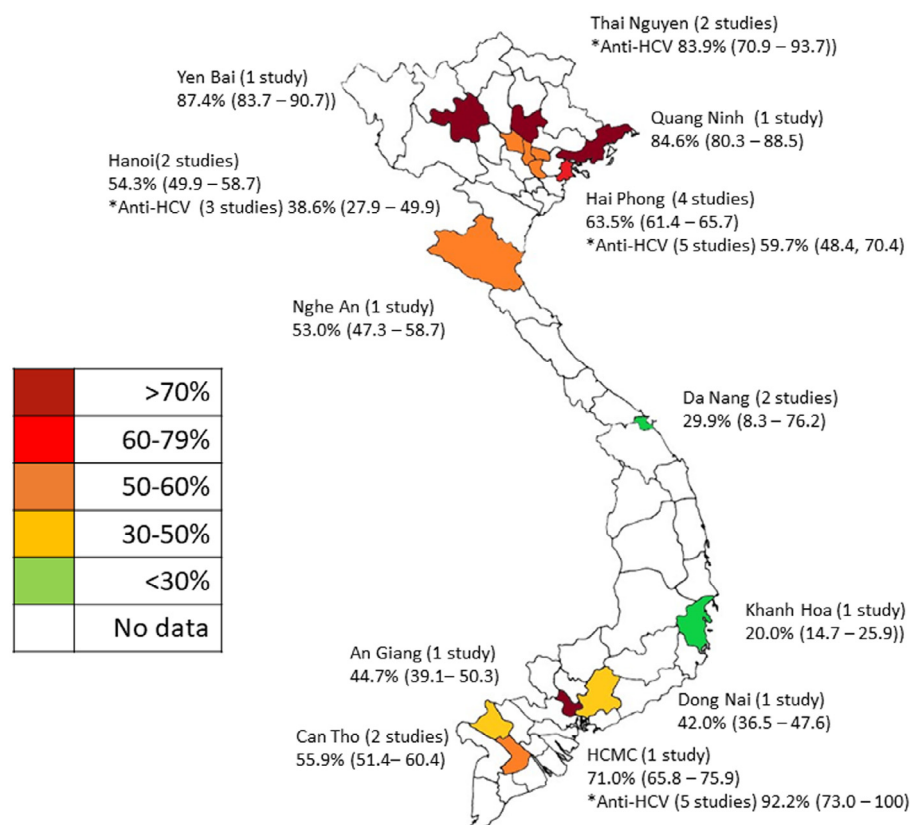 Thai Nguyen (2 studies)
*Anti-HCV 83.9% (70.9 – 93.7))
Yen Bai (1 study)
87.4% (83.7 – 90.7))
Quang Ninh (1 study)
84.6% (80.3 – 88.5)
Hanoi(2 studies)
54.3% (49.9 – 58.7)
*Anti-HCV (3 studies) 38.6% (27.9 – 49.9)
Hai Phong (4 studies)
63.5% (61.4 – 65.7)
*Anti-HCV (5 studies) 59.7% (48.4, 70.4)
Nghe An (1 study)
53.0% (47.3 – 58.7)
>70%
60-79%
50-60%
30-50%
<30%
No data
Da Nang (2 studies)
29.9% (8.3 – 76.2)
Khanh Hoa (1 study)
20.0% (14.7 – 25.9))
An Giang (1 study)
44.7% (39.1– 50.3)
Dong Nai (1 study)
42.0% (36.5 – 47.6)
Can Tho (2 studies)
55.9% (51.4– 60.4)
HCMC (1 study)
71.0% (65.8 – 75.9)
*Anti-HCV (5 studies) 92.2% (73.0 – 100)